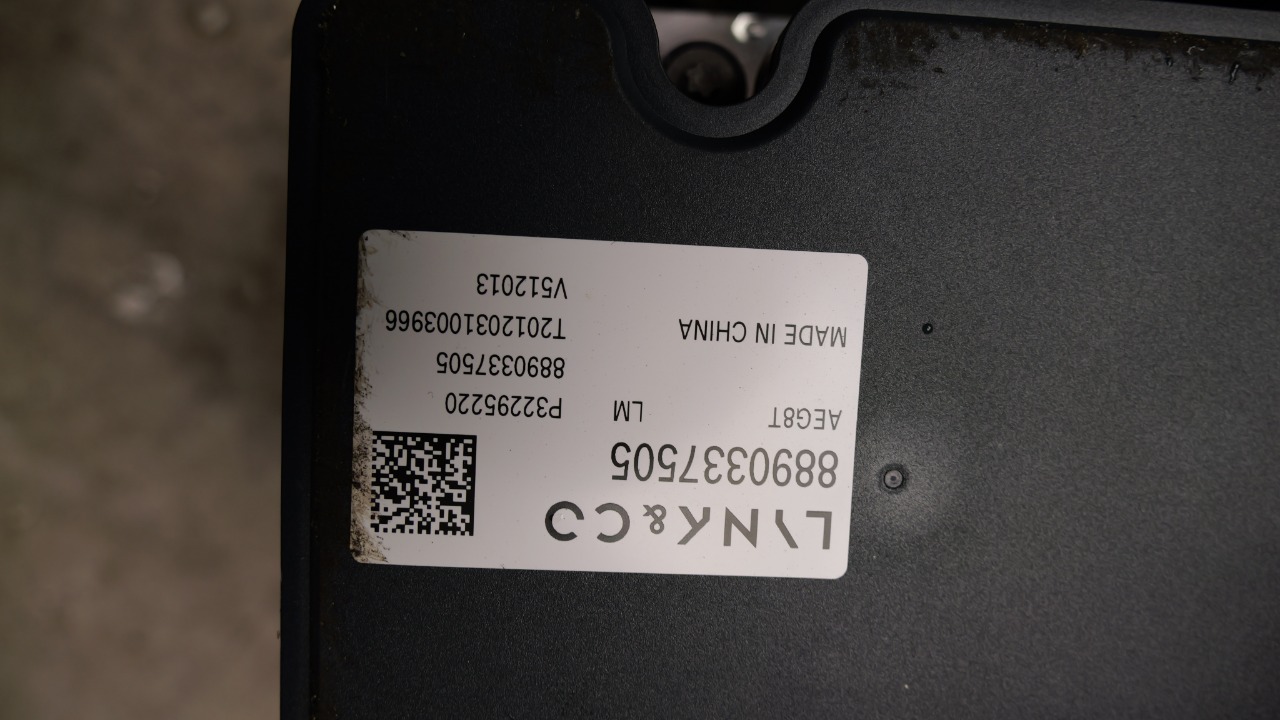 LYNK & CO
8890337505
AEG8T LM
MADE IN CHINA
P32295220
8890337505
T2012031003966
V512013